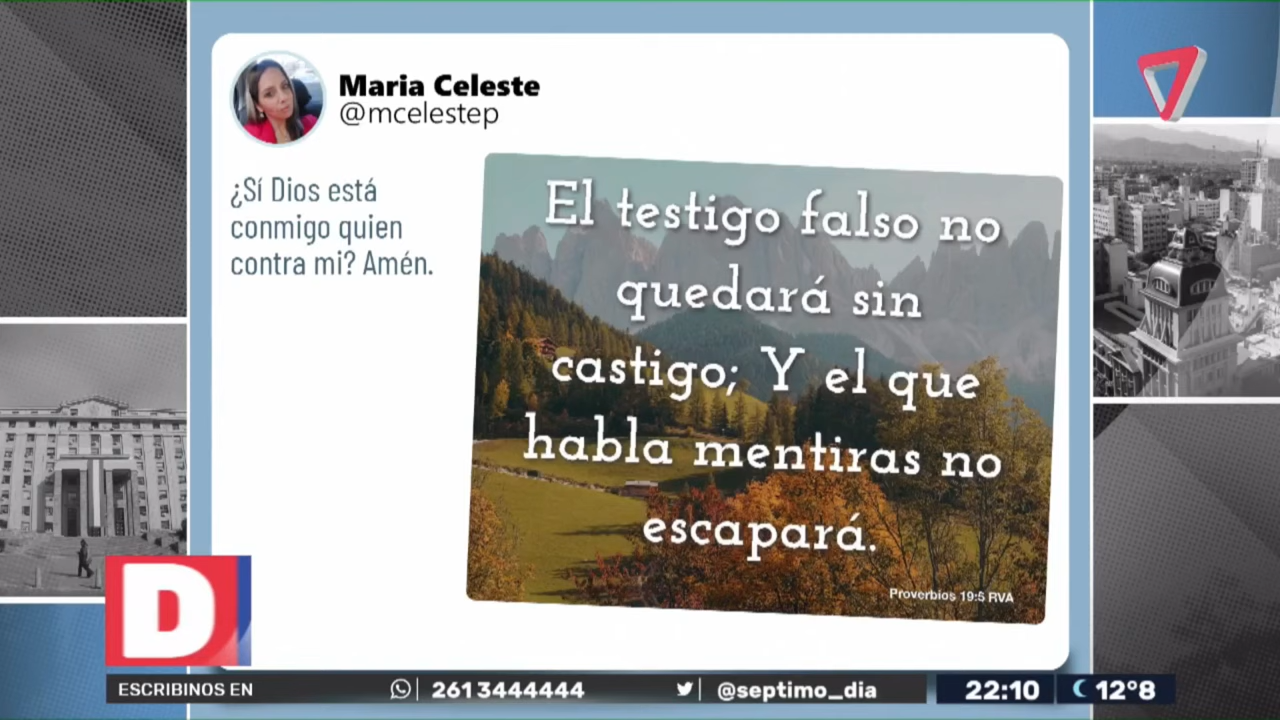 Maria Celeste
@mcelestep
¿Sí Dios está
conmigo quien
contra mi? Amén.
El testigo falso no
quedará sin
castigo; Y el que
habla mentiras no
escapará.
Proverbios 19:5 RVA
7
D
ESCRIBINOS EN
2613444444
@septimo_dia
22:10
12°8